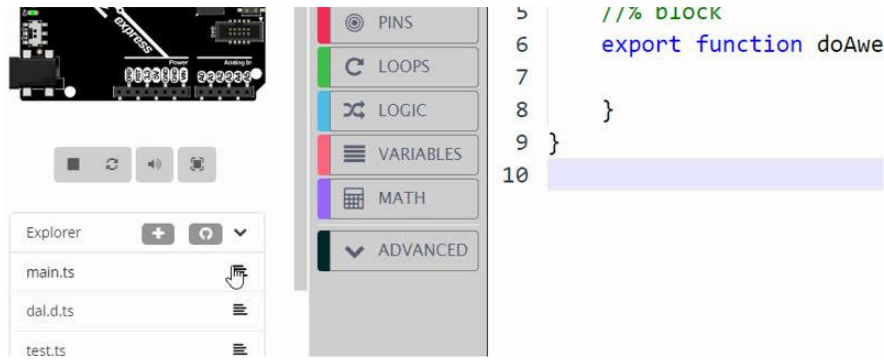 express
Power
Analog In
Explorer
main.ts
dal.d.ts
test.ts
PINS
LOOPS
LOGIC
VARIABLES
MATH
ADVANCED
5 //% block
6 export function doAwe
7
8 }
9 }
10